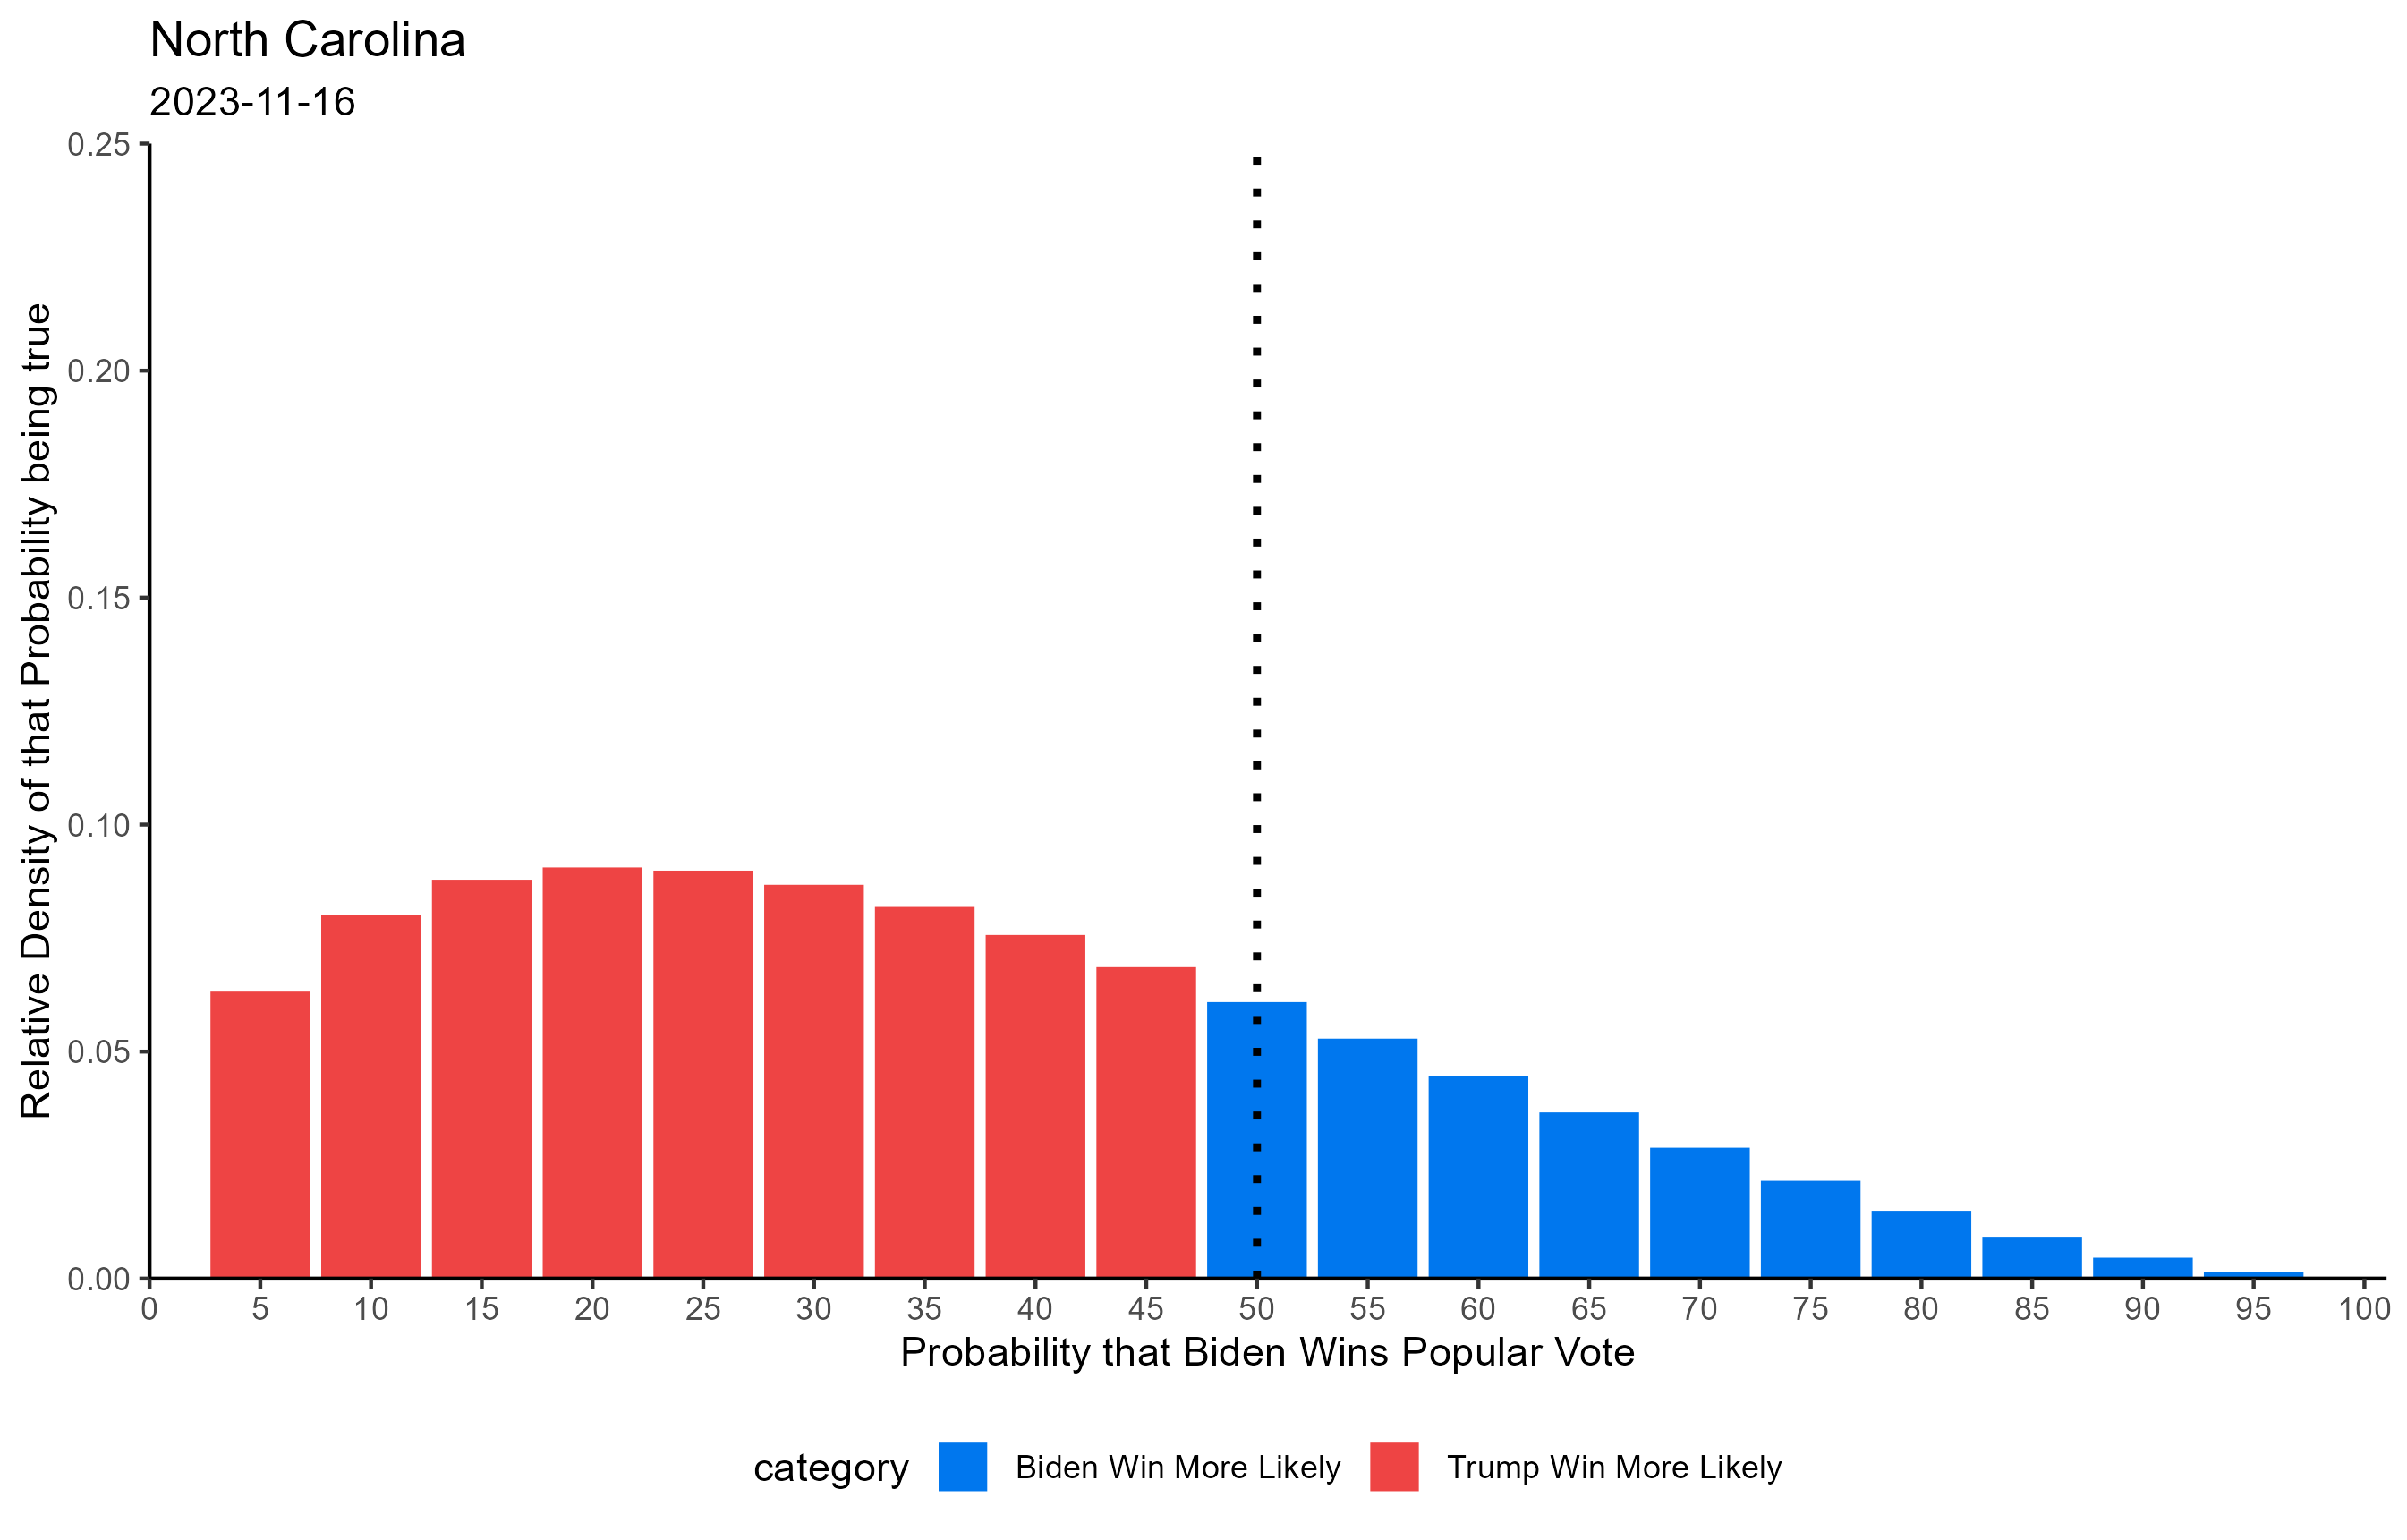 North Carolina
2023-11-16
Relative Density of that Probability being true
0.25
0.20
0.15
0.10
0.05
0.00
0 5 10 15 20 25 30 35 40 45 50 55 60 65 70 75 80 85 90 95 100
Probability that Biden Wins Popular Vote
category Biden Win More Likely Trump Win More Likely